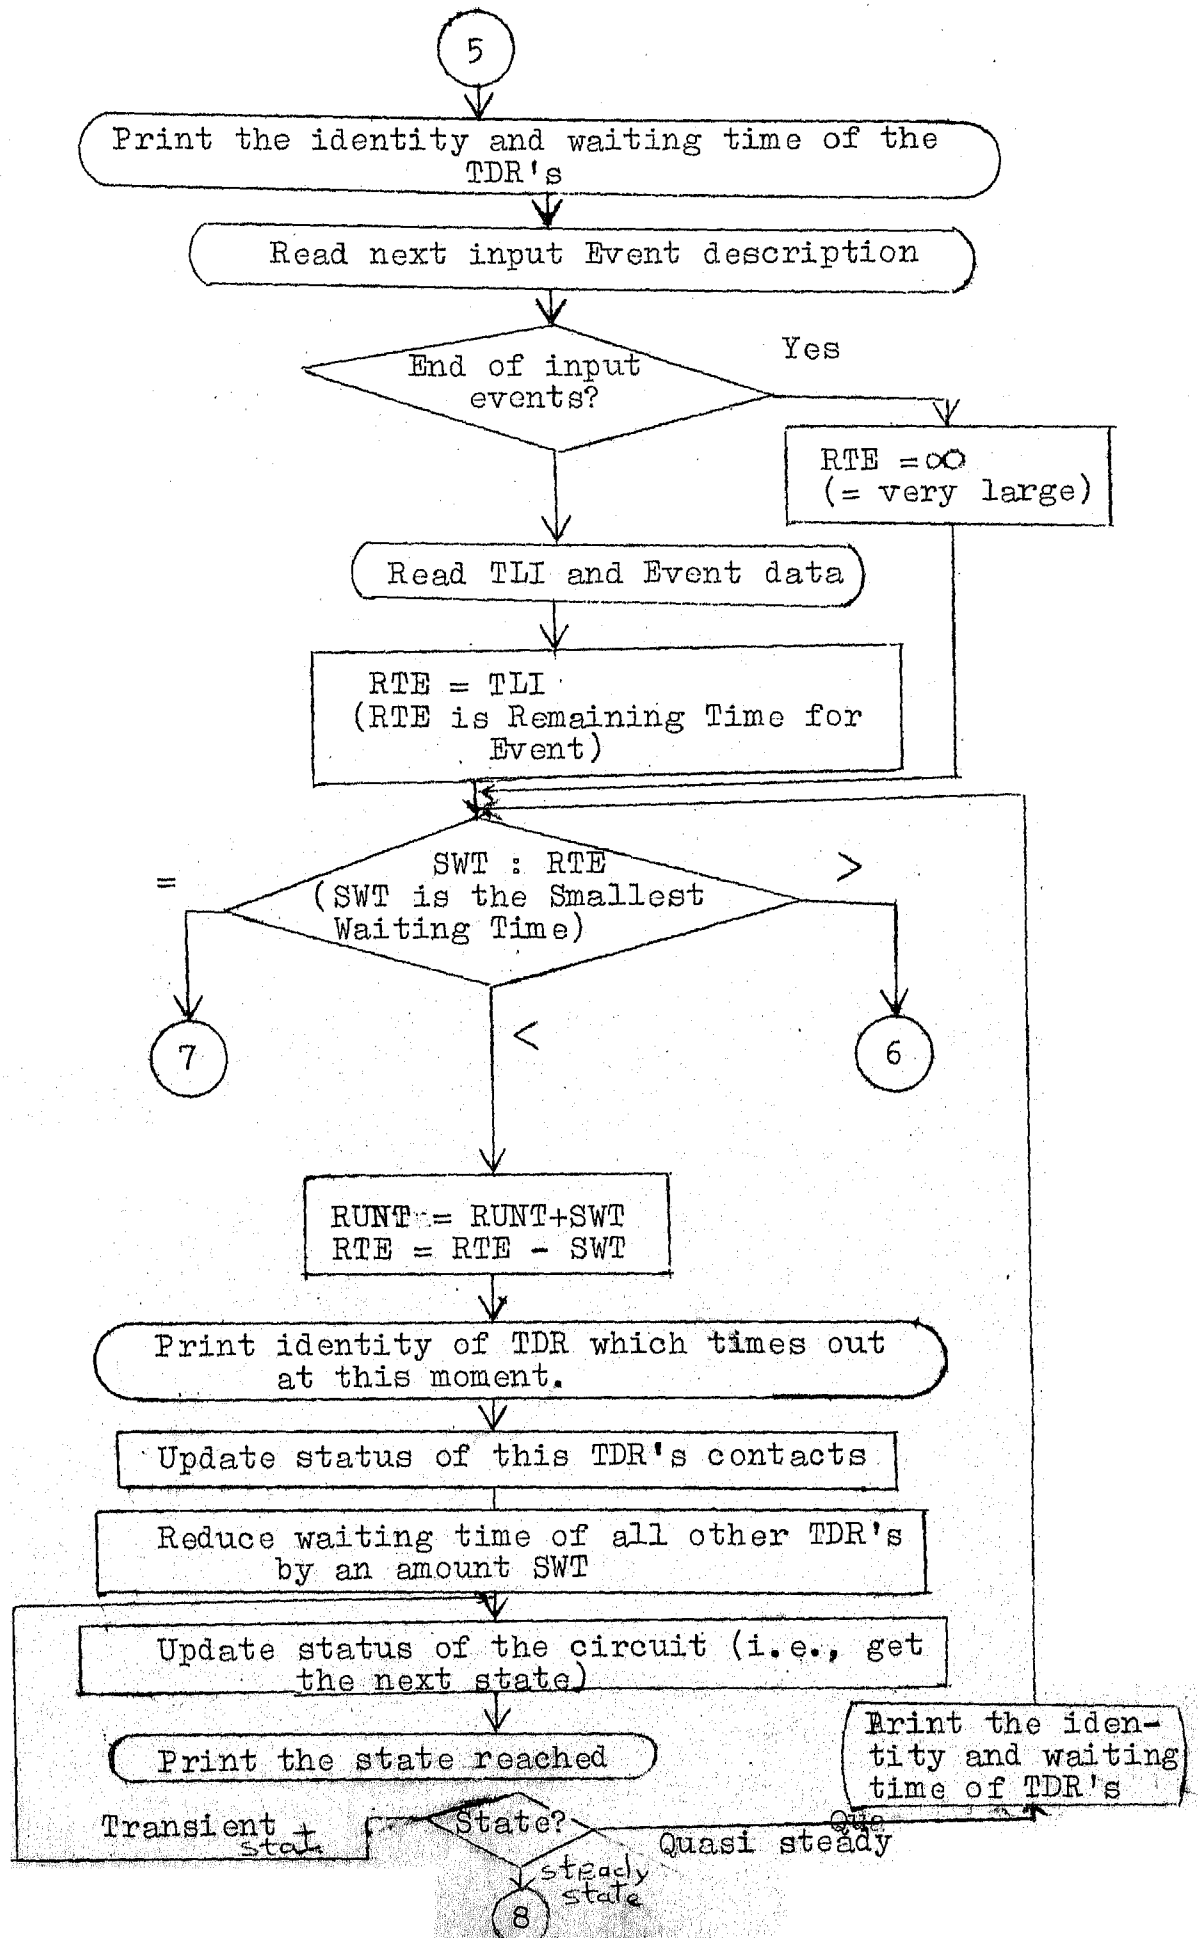 5
Print the identity and waiting time of the
TDR's
Read next input Event description
End of input
events?
Yes
RTE =∞
(= very large)
Read TLI and Event data
RTE = TLI
(RTE is Remaining Time for
Event)
SWT : RTE
(SWT is the Smallest
Waiting Time)
=
>
7
<
6
RUNT = RUNT+SWT
RTE = RTE - SWT
Print identity of TDR which times out
at this moment.
Update status of this TDR's contacts
Reduce waiting time of all other TDR's
by an amount SWT
Update status of the circuit (i.e., get
the next state)
Print the state reached
Print the iden-
tity and waiting
time of TDR's
Transient
State?
Que
Quasi steady
steady
state
8